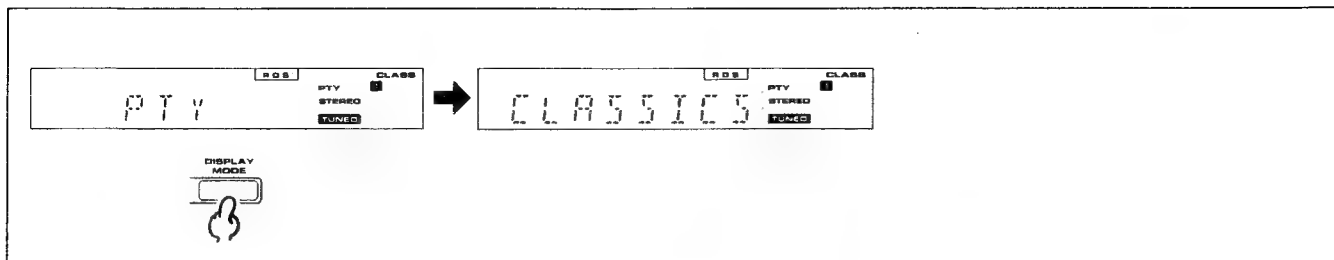 RDS CLASS
PTY
PTY
STEREO
TUNED
RDS CLASS
CLASSICS
PTY
STEREO
TUNED
DISPLAY
MODE